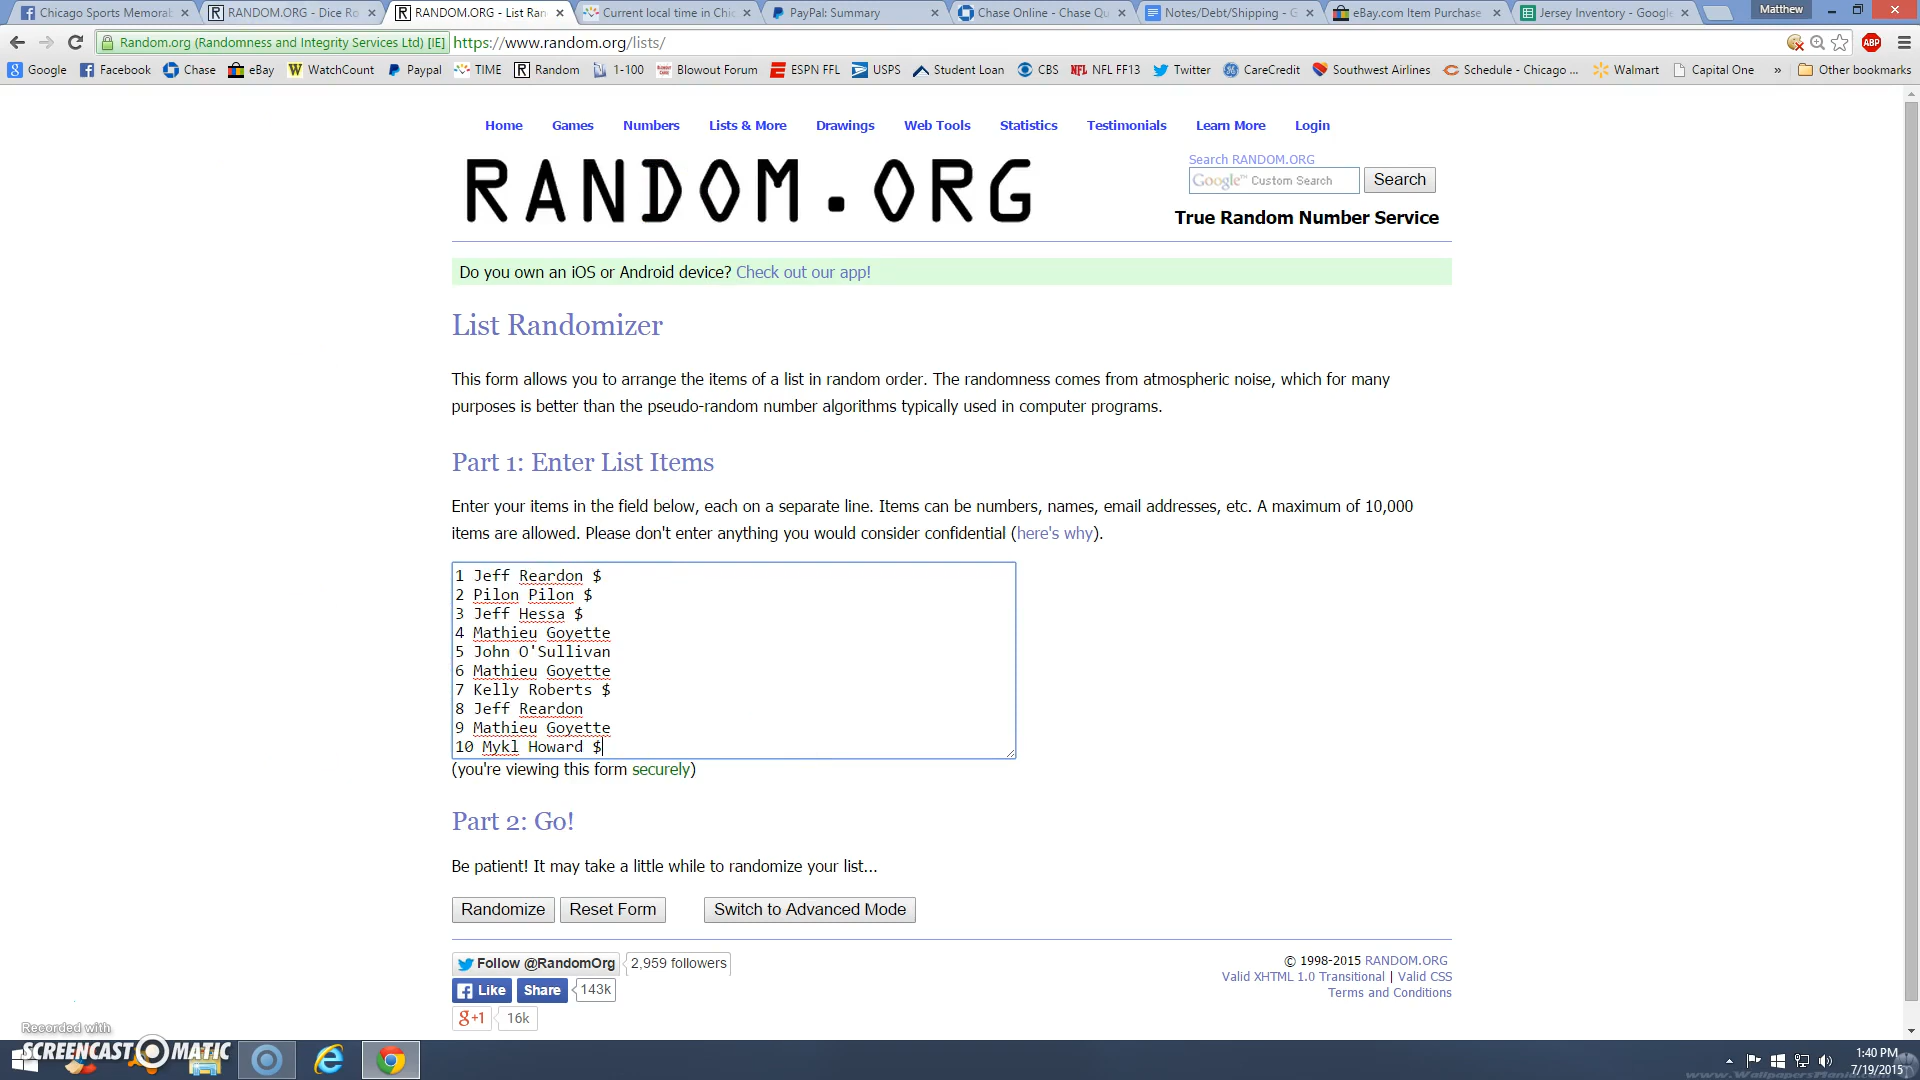 Chicago Sports Memorab
RANDOM.ORG - Dice Ro
RANDOM.ORG - List Ran
Current local time in Chic
PayPal: Summary
Chase Online - Chase Qu
Notes/Debt/Shipping - G
eBay.com Item Purchase
Jersey Inventory - Google
Matthew
Random.org (Randomness and Integrity Services Ltd) [IE]
https://www.random.org/lists/
ABP
Google
Facebook
Chase
eBay
WatchCount
Paypal
TIME
Random
1-100
Blowout Forum
ESPN FFL
USPS
Student Loan
CBS
NFL FF13
Twitter
CareCredit
Southwest Airlines
Schedule - Chicago ...
Walmart
Capital One
»
Other bookmarks
Home
Games
Numbers
Lists & More
Drawings
Web Tools
Statistics
Testimonials
Learn More
Login
RANDOM.ORG
Search RANDOM.ORG
Google™ Custom Search
Search
True Random Number Service
Do you own an iOS or Android device? Check out our app!
List Randomizer
This form allows you to arrange the items of a list in random order. The randomness comes from atmospheric noise, which for many
purposes is better than the pseudo-random number algorithms typically used in computer programs.
Part 1: Enter List Items
Enter your items in the field below, each on a separate line. Items can be numbers, names, email addresses, etc. A maximum of 10,000
items are allowed. Please don't enter anything you would consider confidential (here's why).
1 Jeff Reardon $
2 Pilon Pilon $
3 Jeff Hessa $
4 Mathieu Goyette
5 John O'Sullivan
6 Mathieu Goyette
7 Kelly Roberts $
8 Jeff Reardon
9 Mathieu Goyette
10 Mykl Howard $
(you're viewing this form securely)
Part 2: Go!
Be patient! It may take a little while to randomize your list...
Randomize
Reset Form
Switch to Advanced Mode
Follow @RandomOrg
2,959 followers
Like
Share
143k
g+1
16k
© 1998-2015 RANDOM.ORG
Valid XHTML 1.0 Transitional | Valid CSS
Terms and Conditions
Recorded with
SCREENCAST O MATIC
1:40 PM
7/19/2015